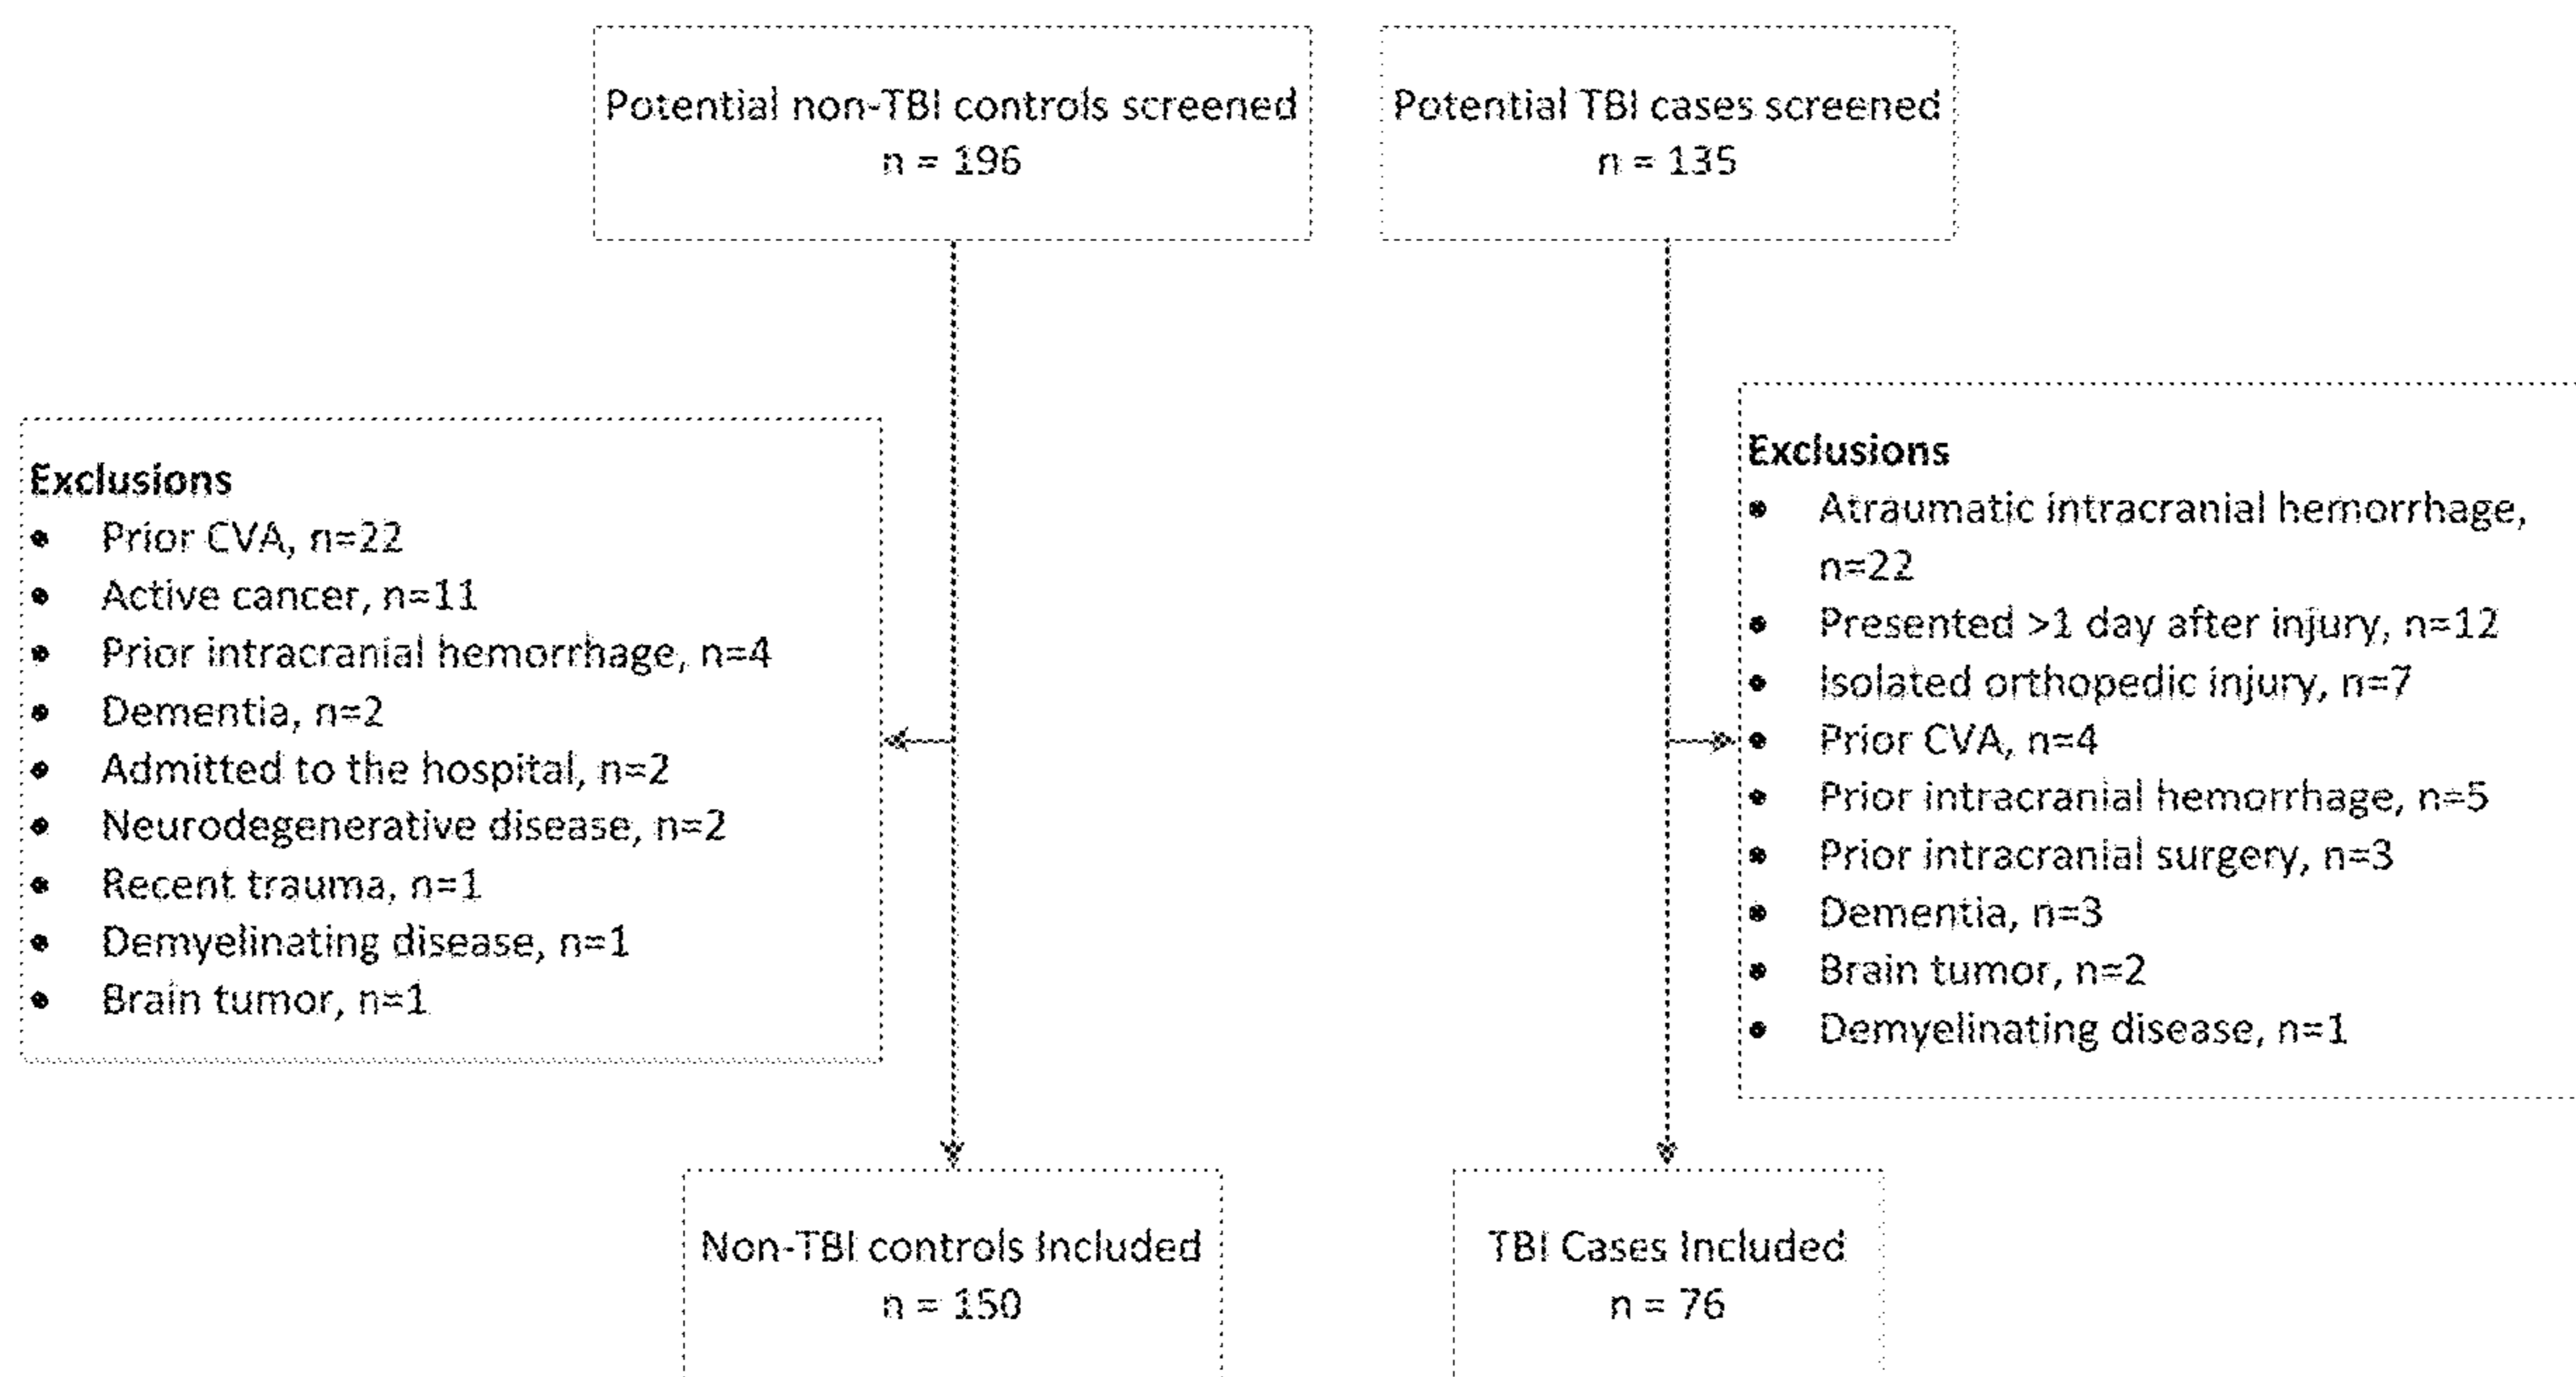 Potential non-TBI controls screened
n = 196
Potential TBI cases screened
n = 135
Exclusions
• Prior CVA, n=22
• Active cancer, n=11
• Prior intracranial hemorrhage, n=4
• Dementia, n=2
• Admitted to the hospital, n=2
• Neurodegenerative disease, n=2
• Recent trauma, n=1
• Demyelinating disease, n=1
• Brain tumor, n=1
Exclusions
• Atraumatic intracranial hemorrhage,
n=22
• Presented >1 day after injury, n=12
• Isolated orthopedic injury, n=7
• Prior CVA, n=4
• Prior intracranial hemorrhage, n=5
• Prior intracranial surgery, n=3
• Dementia, n=3
• Brain tumor, n=2
• Demyelinating disease, n=1
Non-TBI controls Included
n = 150
TBI Cases Included
n = 76